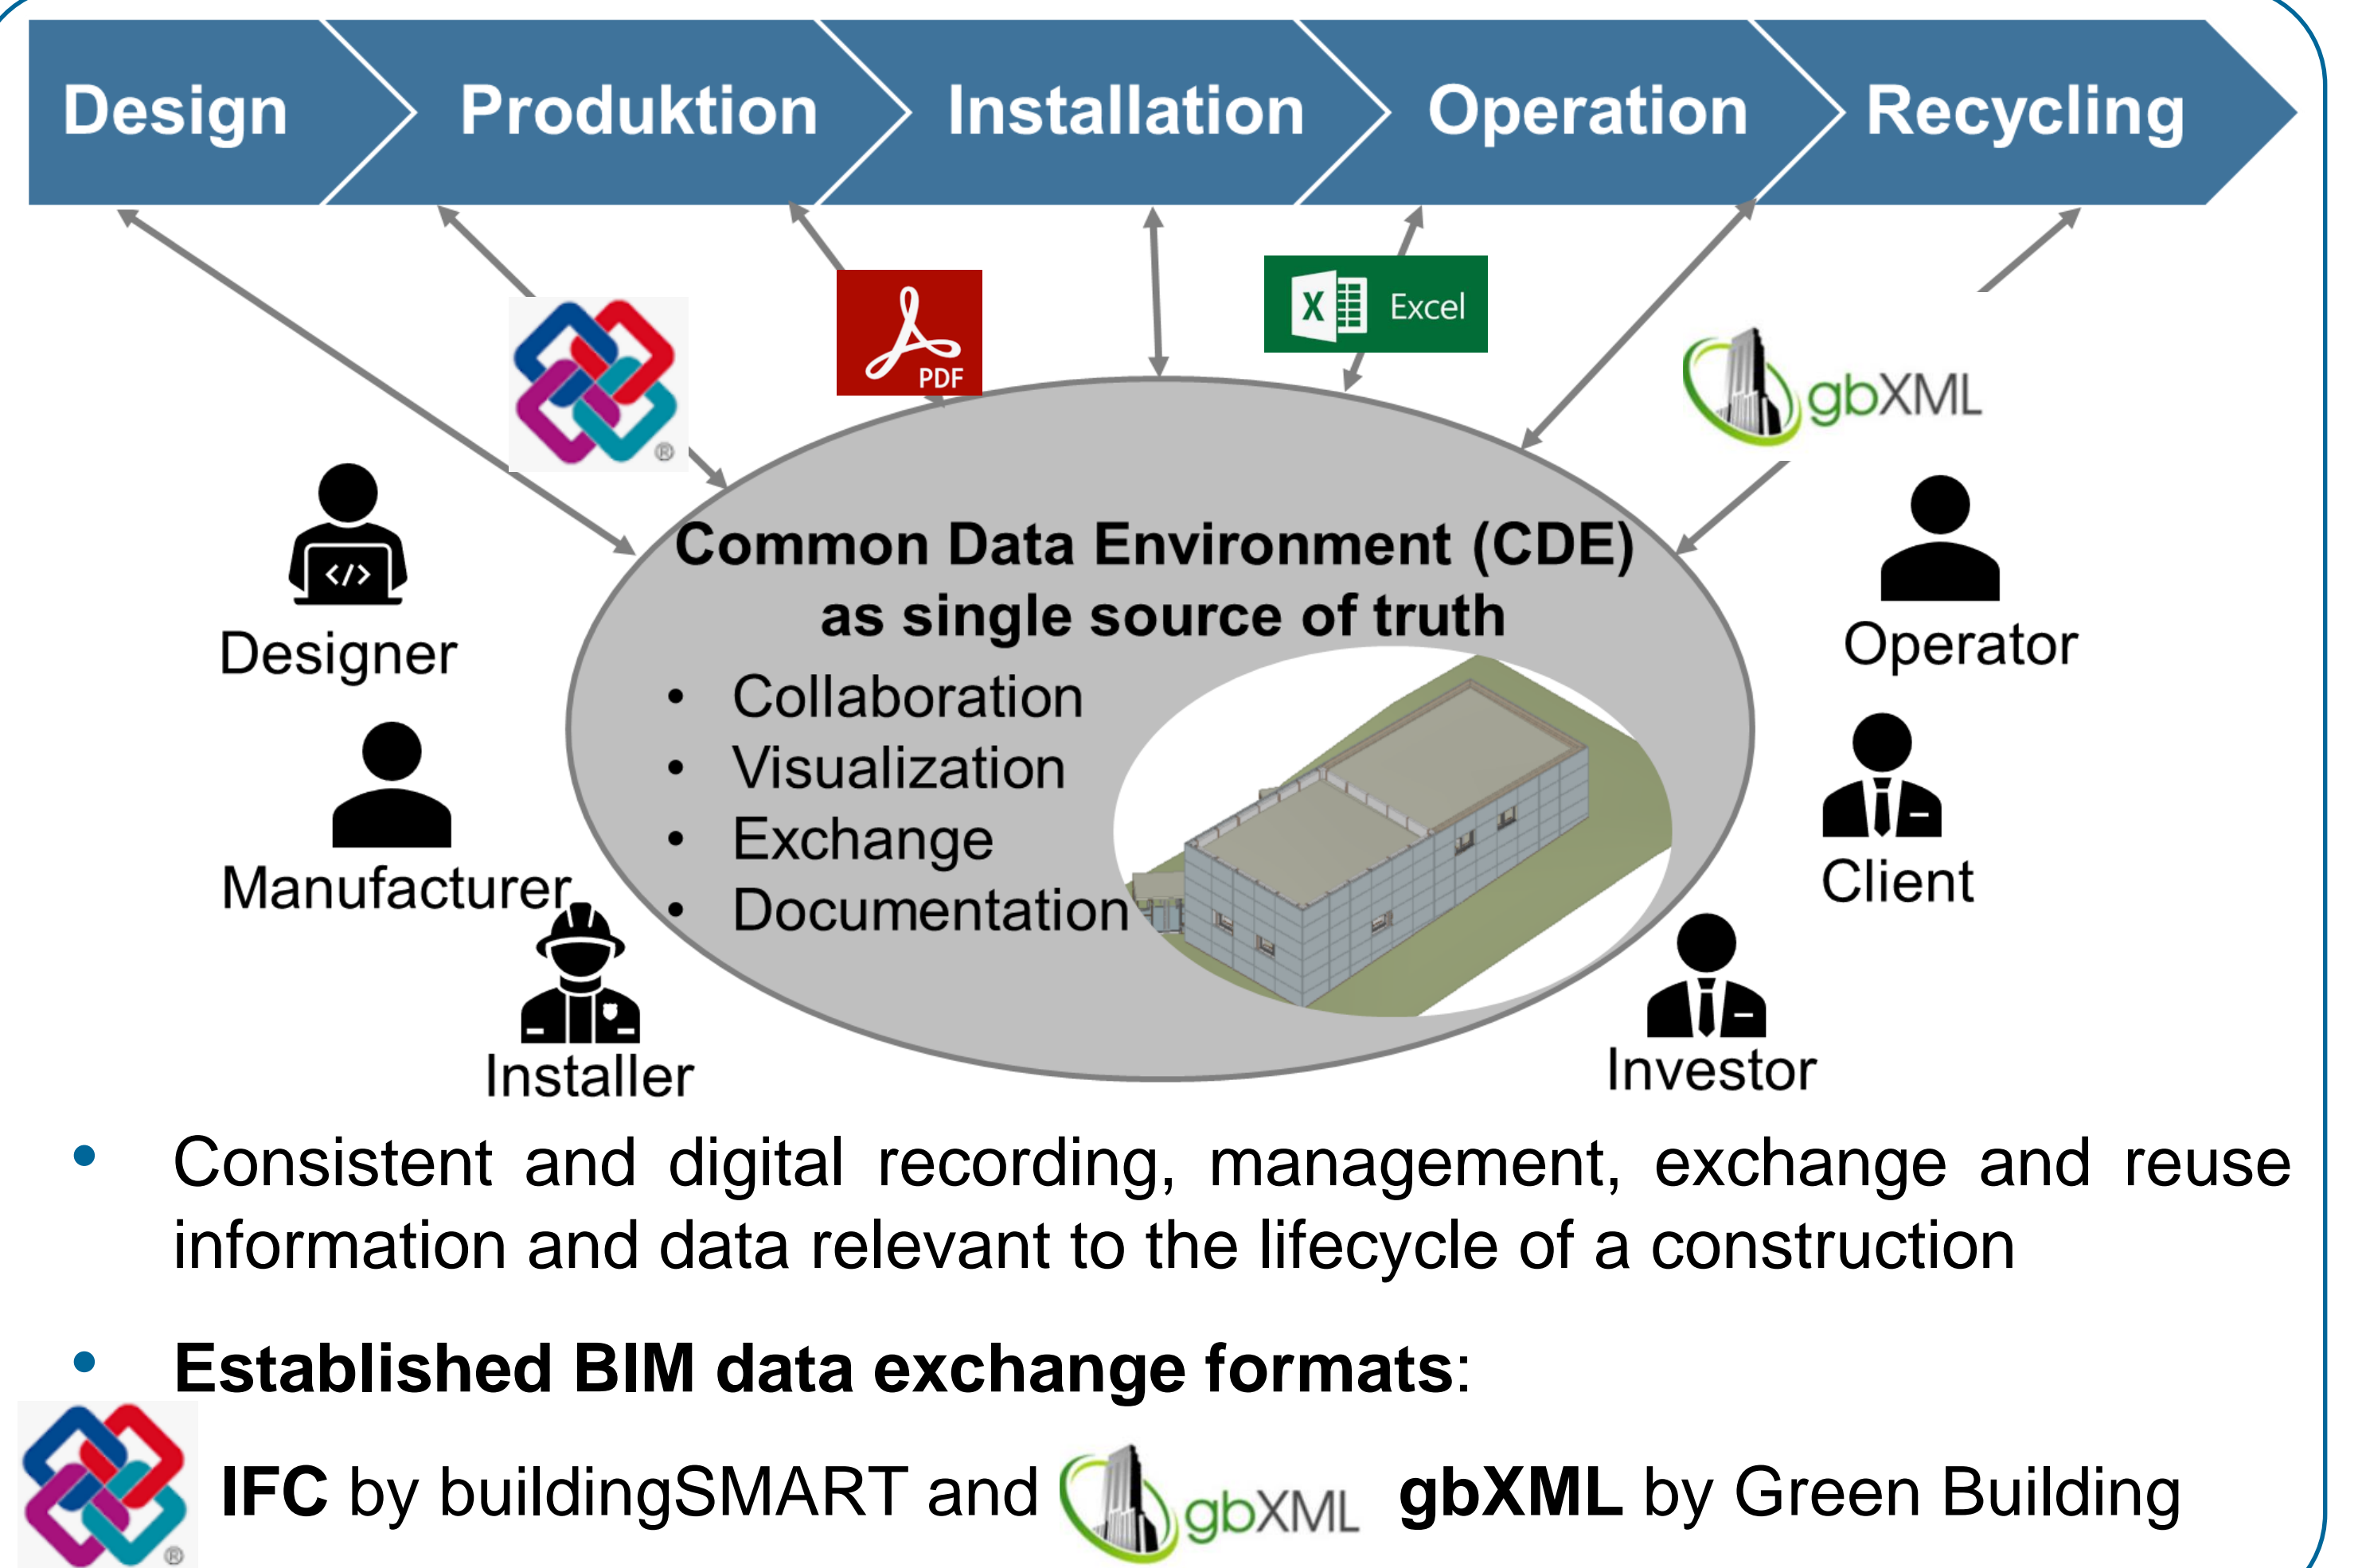 Design Produktion Installation Operation Recycling
PDF
X Excel
gbXML
®
Common Data Environment (CDE)
as single source of truth
• Collaboration
• Visualization
• Exchange
• Documentation
</>
Designer
Manufacturer
Installer
Operator
Client
Investor
• Consistent and digital recording, management, exchange and reuse
information and data relevant to the lifecycle of a construction
• Established BIM data exchange formats:
® IFC by buildingSMART and gbXML gbXML by Green Building